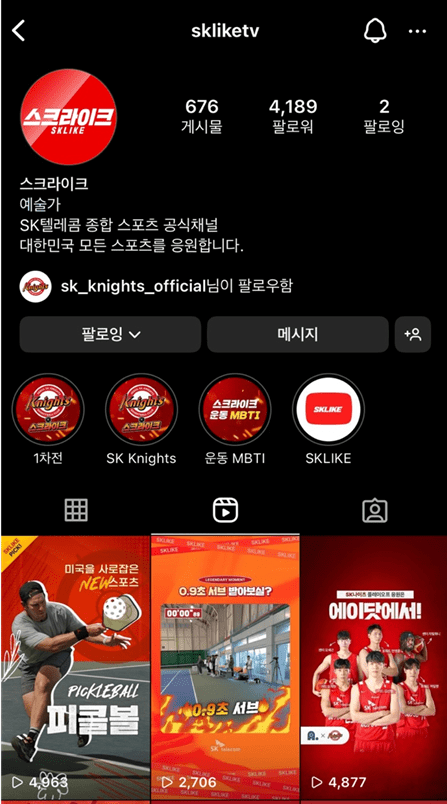 skliketv
스크라이크
SKLIKE
676
게시물
4,189
팔로워
2
팔로잉
스크라이크
예술가
SK텔레콤 종합 스포츠 공식채널
대한민국 모든 스포츠를 응원합니다.
sk_knights_official님이 팔로우함
팔로잉
메시지
Knights
스크라이크
1차전
Knights
스크라이크
SK Knights
스크라이크
운동 MBTI
운동 MBTI
SKLIKE
SKLIKE
SKLIKE
PICK!
미국을 사로잡은
NEW스포츠
PICKLEBALL
피클볼
4,963
LEGENDARY MOMENT
0.9초 서브 받아보실?
00'00"
0.9초 서브
SK
2,706
SK나이츠 플레이오프 응원은
에이닷에서!
A. ×
4,877